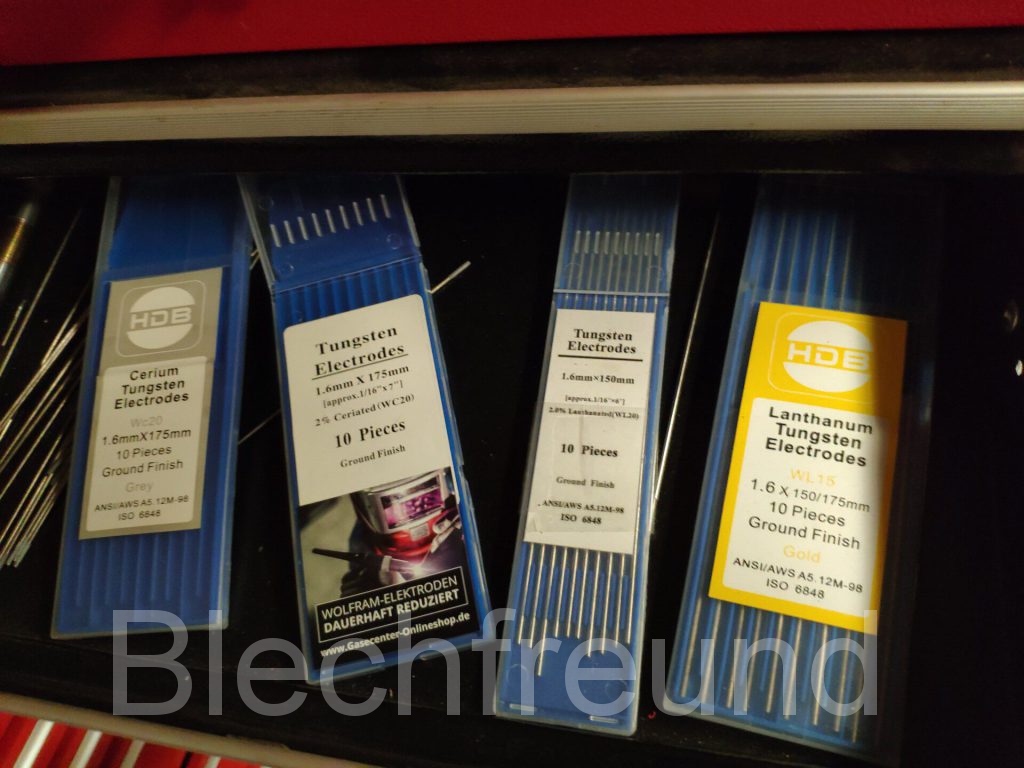 HDB
Cerium
Tungsten
Electrodes
Wc20
1.6mmX175mm
10 Pieces
Ground Finish
Grey
ANSI/AWS A5.12M-98
ISO 6848
Tungsten
Electrodes
1.6mm X 175mm
[approx.1/16"x 7"]
2% Ceriated(WC20)
10 Pieces
Ground Finish
WOLFRAM-ELEKTRODEN
DAUERHAFT REDUZIERT
www.Gasecenter-Onlineshop.de
Tungsten
Electrodes
1.6mm×150mm
[approx.1/16"×6"]
2.0% Lanthanated(WL20)
10 Pieces
Ground Finish
ANSI/AWS A5.12M-98
ISO 6848
HDB
Lanthanum
Tungsten
Electrodes
WL15
1.6 X 150/175mm
10 Pieces
Ground Finish
Gold
ANSI/AWS A5.12M-98
ISO 6848
Blechfreund